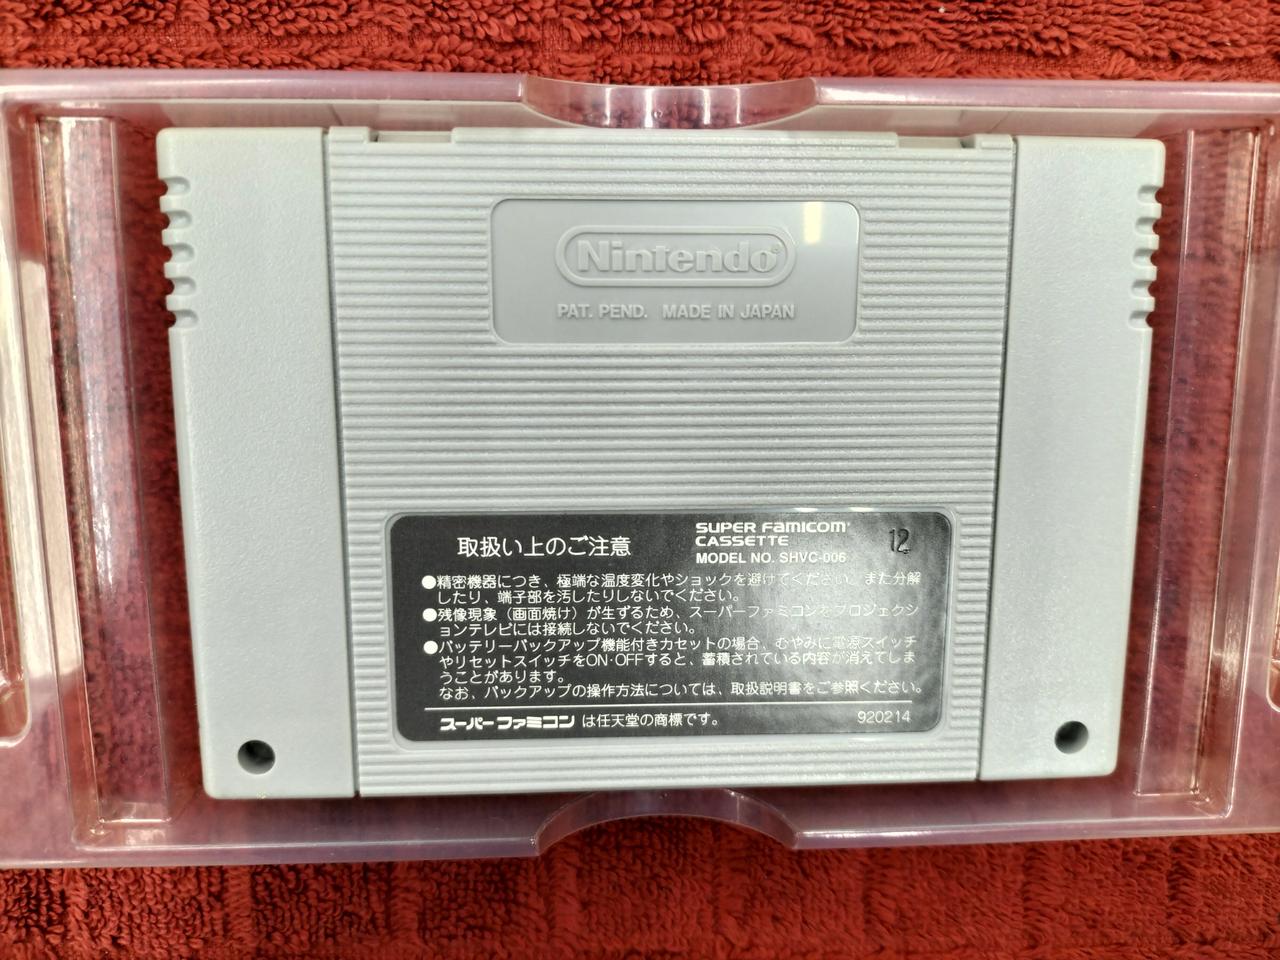 Nintendo®
PAT. PEND. MADE IN JAPAN
取扱い上のご注意
SUPER FAMICOM
CASSETTE
MODEL NO. SHVC-006
12
●精密機器につき、極端な温度変化やショックを避けてください。また分解
したり、端子部を汚したりしないでください。
●残像現象（画面焼け）が生ずるため、スーパーファミコンをプロジェクシ
ョンテレビには接続しないでください。
●バッテリーバックアップ機能付きカセットの場合、むやみに電源スイッチ
やリセットスイッチをON·OFFすると、蓄積されている内容が消えてしま
うことがあります。
なお、バックアップの操作方法については、取扱説明書をご参照ください。
スーパーファミコン は任天堂の商標です。
920214